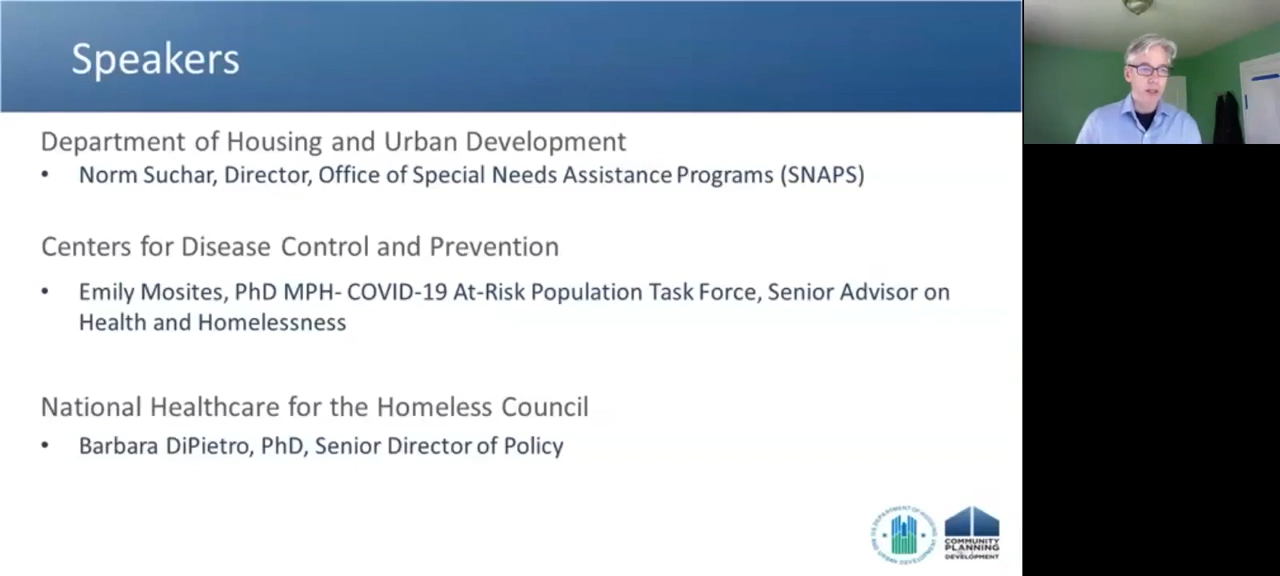 Speakers
Department of Housing and Urban Development
• Norm Suchar, Director, Office of Special Needs Assistance Programs (SNAPS)
Centers for Disease Control and Prevention
• Emily Mosites, PhD MPH- COVID-19 At-Risk Population Task Force, Senior Advisor on
Health and Homelessness
National Healthcare for the Homeless Council
• Barbara DiPietro, PhD, Senior Director of Policy
COMMUNITY
PLANNING
DEVELOPMENT